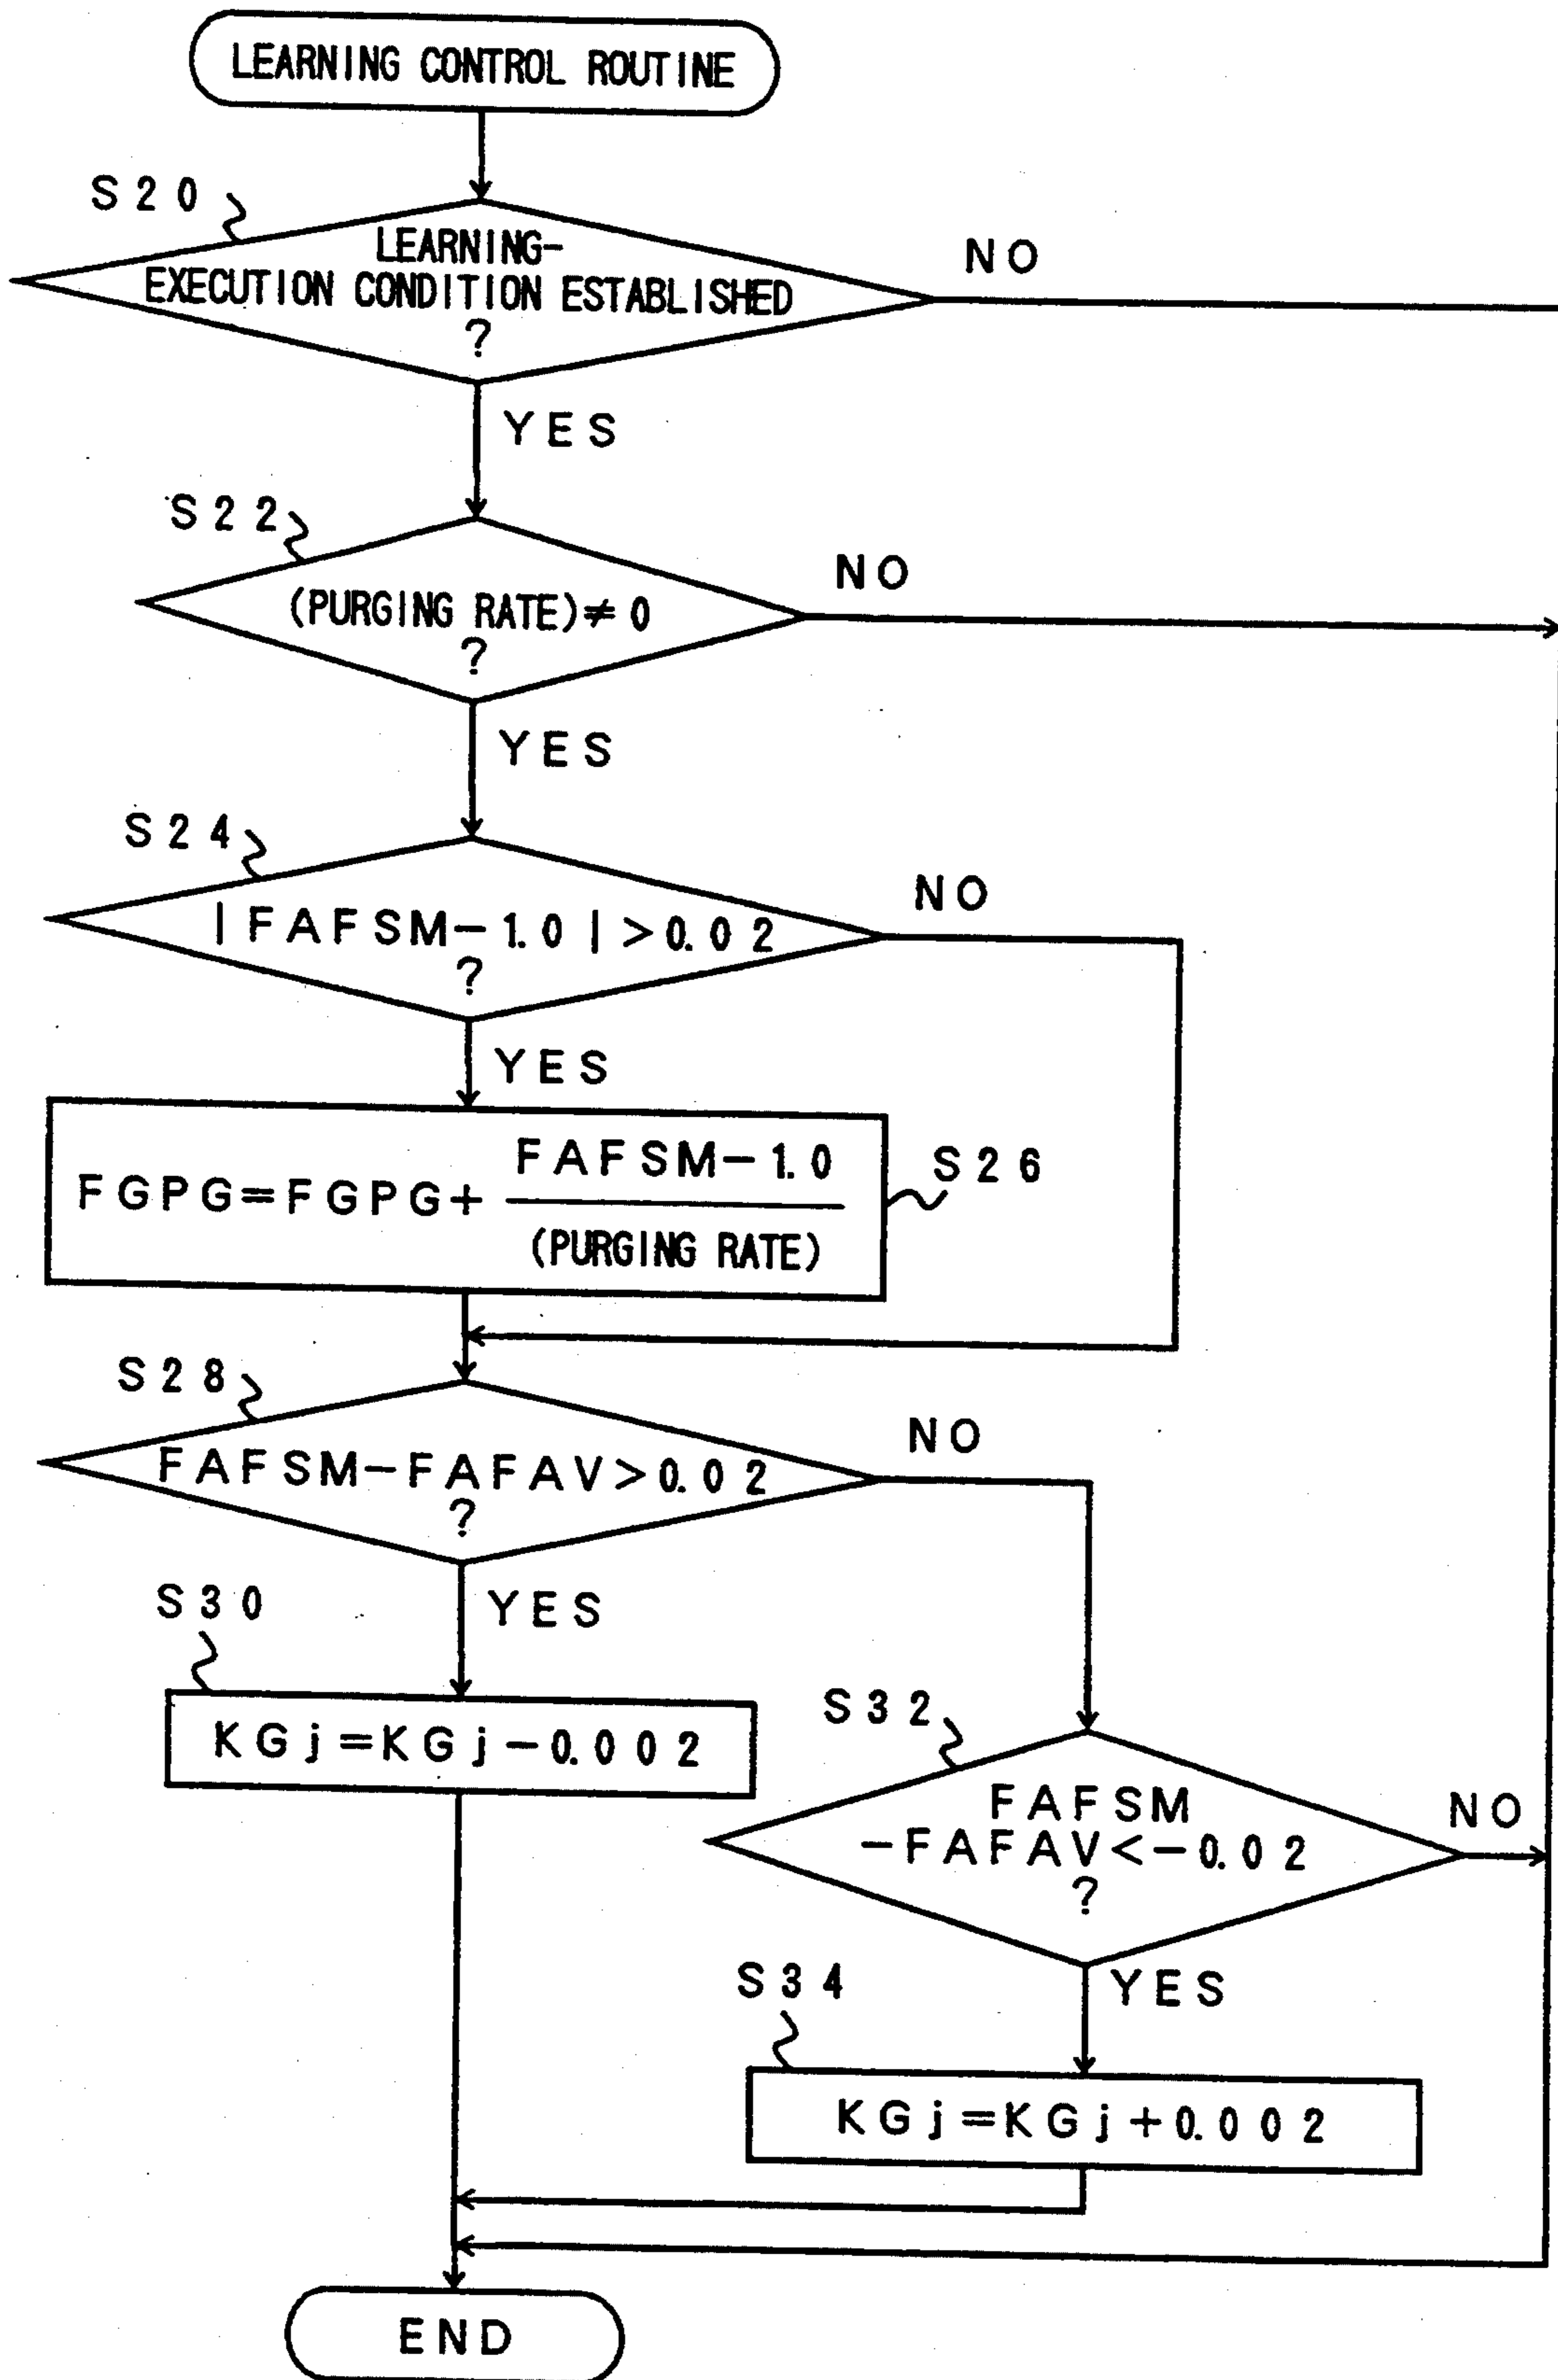 LEARNING CONTROL ROUTINE
S20
LEARNING-
EXECUTION CONDITION ESTABLISHED
?
NO
YES
S22
(PURGING RATE)≠0
?
NO
YES
S24
|FAFSM-1.0|>0.02
?
NO
YES
FGPG=FGPG+ FAFSM-1.0
(PURGING RATE)
S26
S28
FAFSM-FAFAV>0.02
?
NO
YES
S30
KGj=KGj-0.002
S32
FAFSM
-FAFAV<-0.02
?
NO
YES
S34
KGj=KGj+0.002
END